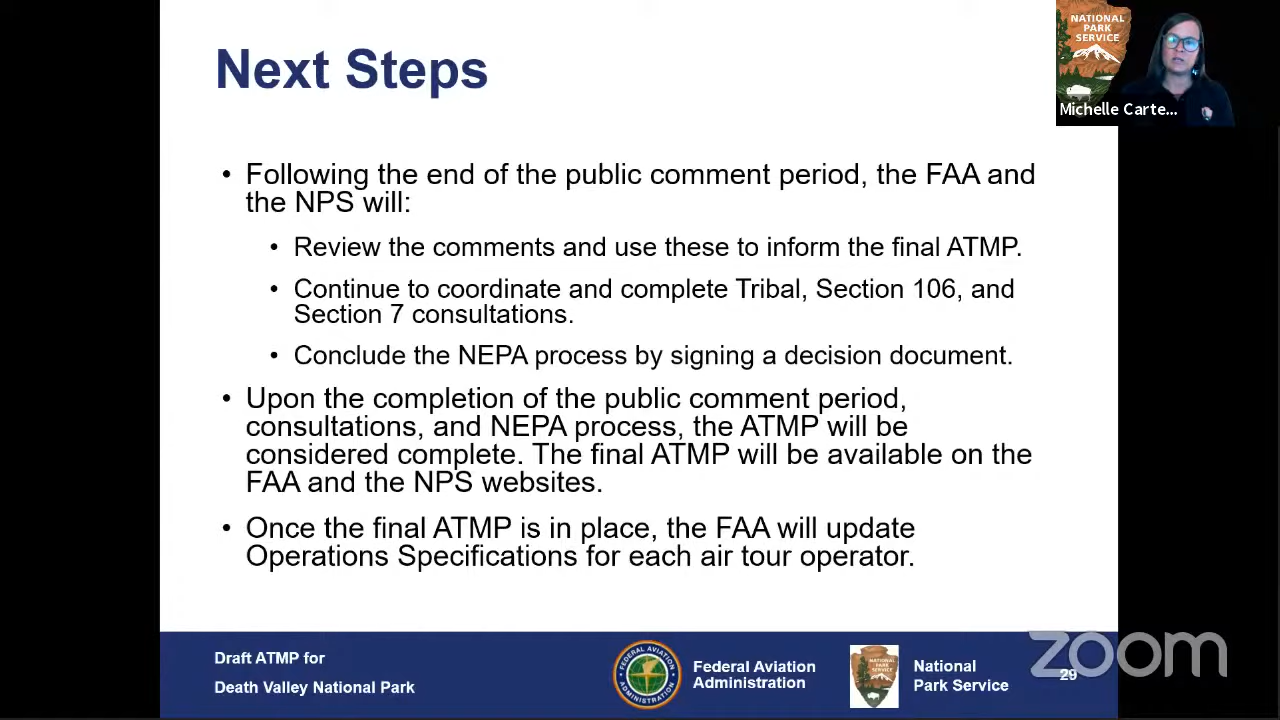 Next Steps
NATIONAL
PARK
SERVICE
Michelle Carte...
• Following the end of the public comment period, the FAA and
the NPS will:
• Review the comments and use these to inform the final ATMP.
• Continue to coordinate and complete Tribal, Section 106, and
Section 7 consultations.
• Conclude the NEPA process by signing a decision document.
• Upon the completion of the public comment period,
consultations, and NEPA process, the ATMP will be
considered complete. The final ATMP will be available on the
FAA and the NPS websites.
• Once the final ATMP is in place, the FAA will update
Operations Specifications for each air tour operator.
Draft ATMP for
Death Valley National Park
FEDERAL AVIATION
ADMINISTRATION
Federal Aviation
Administration
NATIONAL
PARK
SERVICE
National
Park Service
29
zoom